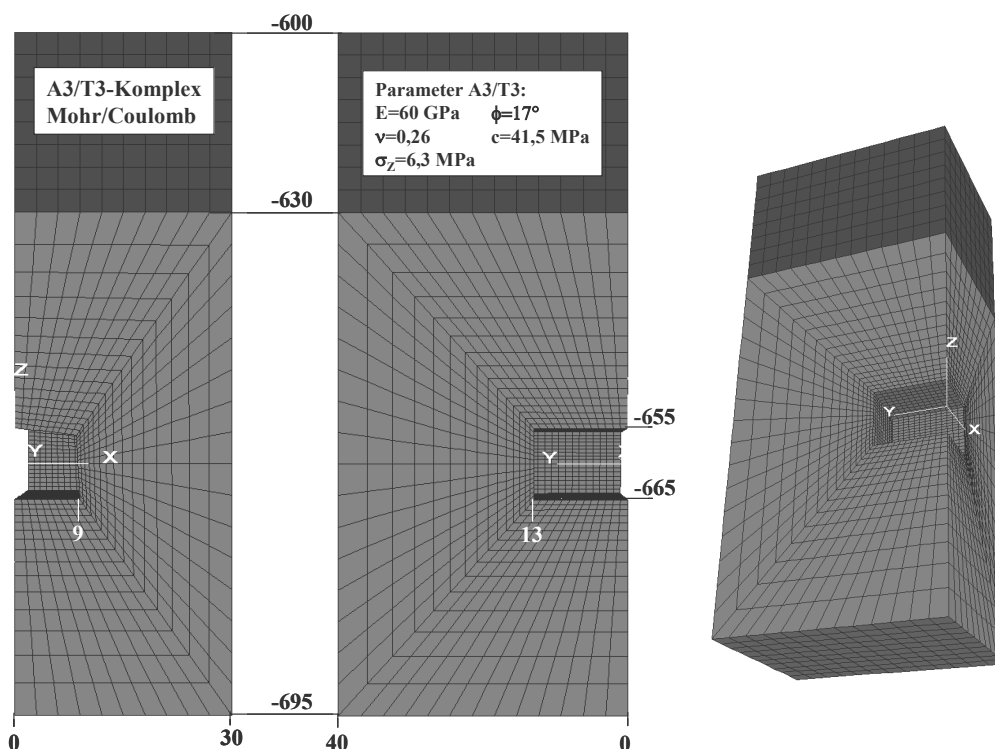 -600
A3/T3-Komplex
Mohr/Coulomb
Parameter A3/T3:
E=60 GPa ϕ=17°
ν=0,26 c=41,5 MPa
σZ=6,3 MPa
-630
Z
Y
X
9
-655
Y
-665
13
Z
Y
X
-695
0
30
40
0